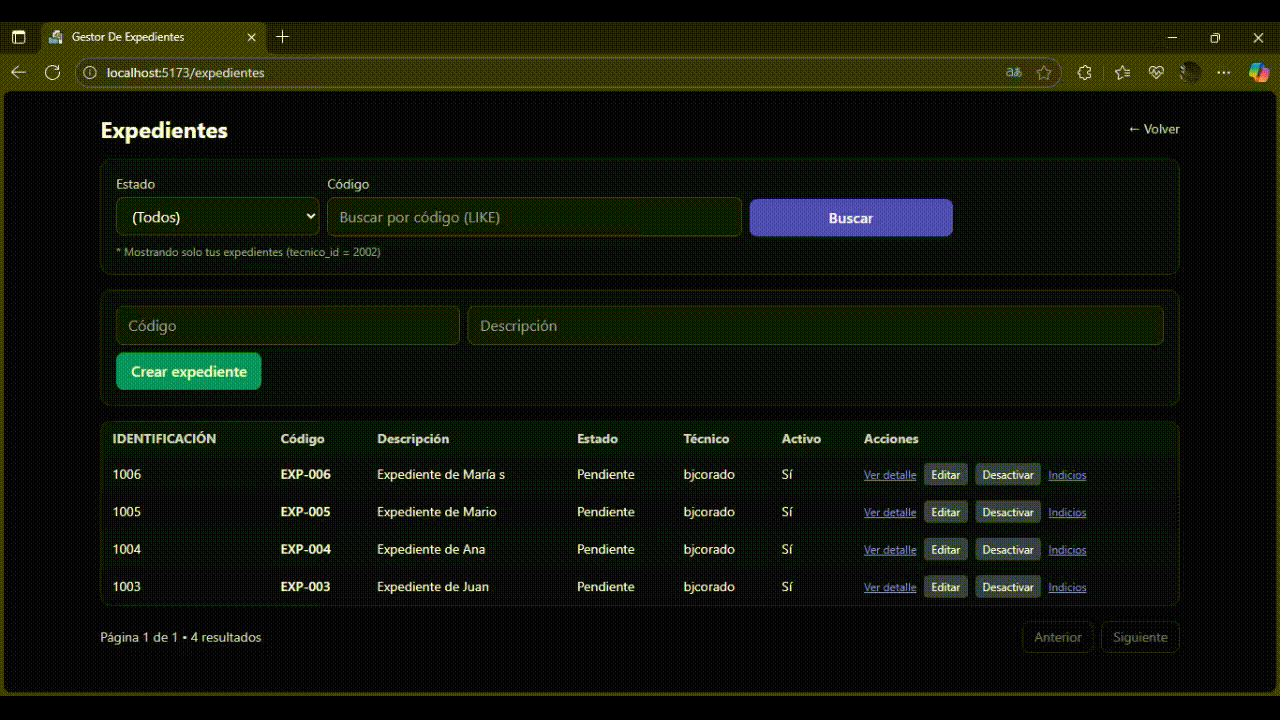 Gestor De Expedientes
localhost:5173/expedientes
Expedientes
← Volver
Estado Código
(Todos) Buscar por código (LIKE) Buscar
* Mostrando solo tus expedientes (tecnico_id = 2002)
Código Descripción
Crear expediente
IDENTIFICACIÓN Código Descripción Estado Técnico Activo Acciones
1006 EXP-006 Expediente de María s Pendiente bjcorado Sí Ver detalle Editar Desactivar Indicios
1005 EXP-005 Expediente de Mario Pendiente bjcorado Sí Ver detalle Editar Desactivar Indicios
1004 EXP-004 Expediente de Ana Pendiente bjcorado Sí Ver detalle Editar Desactivar Indicios
1003 EXP-003 Expediente de Juan Pendiente bjcorado Sí Ver detalle Editar Desactivar Indicios
Página 1 de 1 • 4 resultados Anterior Siguiente